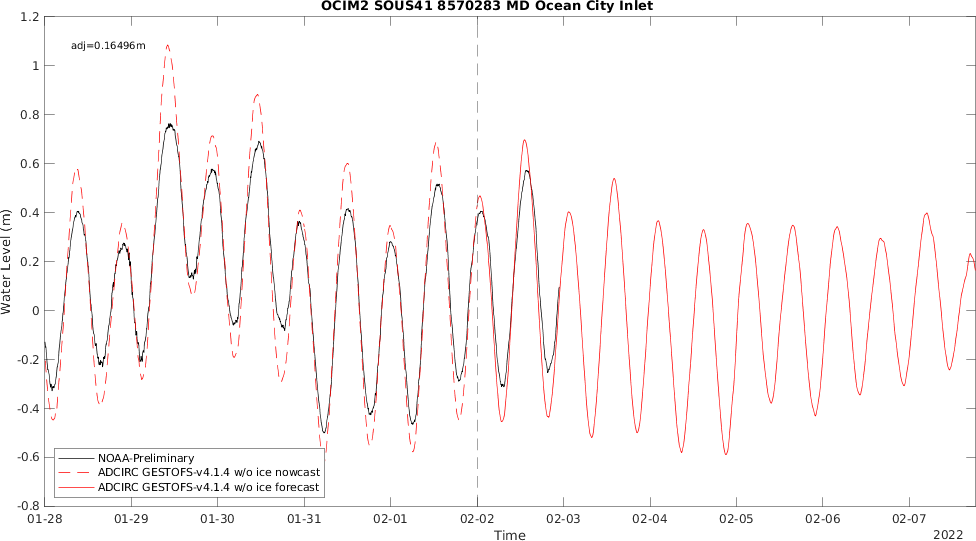 OCIM2 SOUS41 8570283 MD Ocean City Inlet
1.2
1
0.8
0.6
0.4
0.2
0
-0.2
-0.4
-0.6
-0.8
Water Level (m)
adj=0.16496m
NOAA-Preliminary
ADCIRC GESTOFS-v4.1.4 w/o ice nowcast
ADCIRC GESTOFS-v4.1.4 w/o ice forecast
01-28 01-29 01-30 01-31 02-01 02-02 02-03 02-04 02-05 02-06 02-07
Time
2022